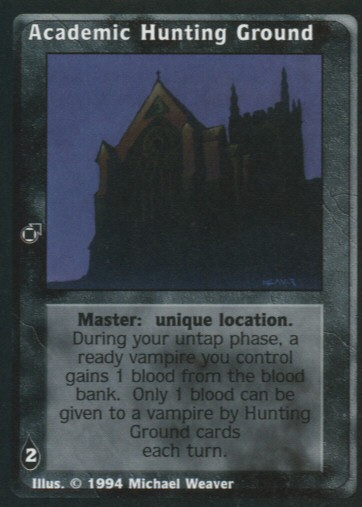 Academic Hunting Ground
Master: unique location.
During your untap phase, a
ready vampire you control
gains 1 blood from the blood
bank. Only 1 blood can be
given to a vampire by Hunting
Ground cards
each turn.
2
Illus. © 1994 Michael Weaver